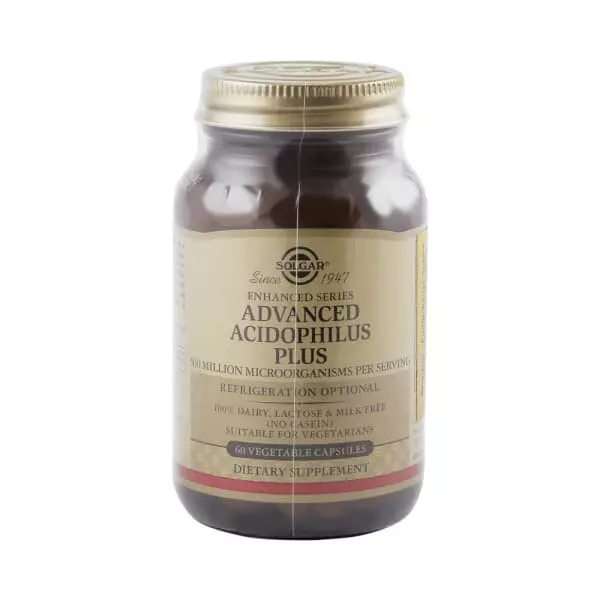 SOLGAR®
Since 1947
ENHANCED SERIES
ADVANCED
ACIDOPHILUS
PLUS
MILLION MICROORGANISMS PER SERVING
REFRIGERATION OPTIONAL
100% DAIRY, LACTOSE & MILK FREE
(NO CASEIN)
SUITABLE FOR VEGETARIANS
60 VEGETABLE CAPSULES
DIETARY SUPPLEMENT